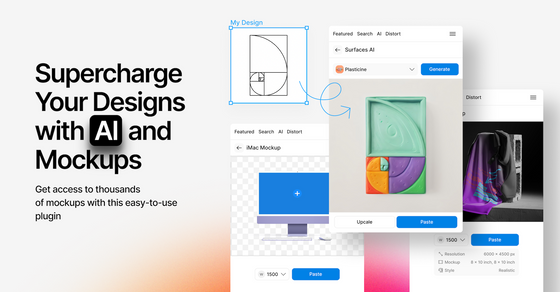 Supercharge
Your Designs
with AI and
Mockups
Get access to thousands
of mockups with this easy-to-use
plugin
My Design
Featured Search AI Distort
Surfaces AI
Plasticine
Generate
Upcale
Paste
Featured Search AI Distort
iMac Mockup
1500
Paste
Distort
1500
Paste
Resolution 6000 × 4500 px
Mockup 8 × 10 Inch, 8 × 10 Inch
Style Realistic